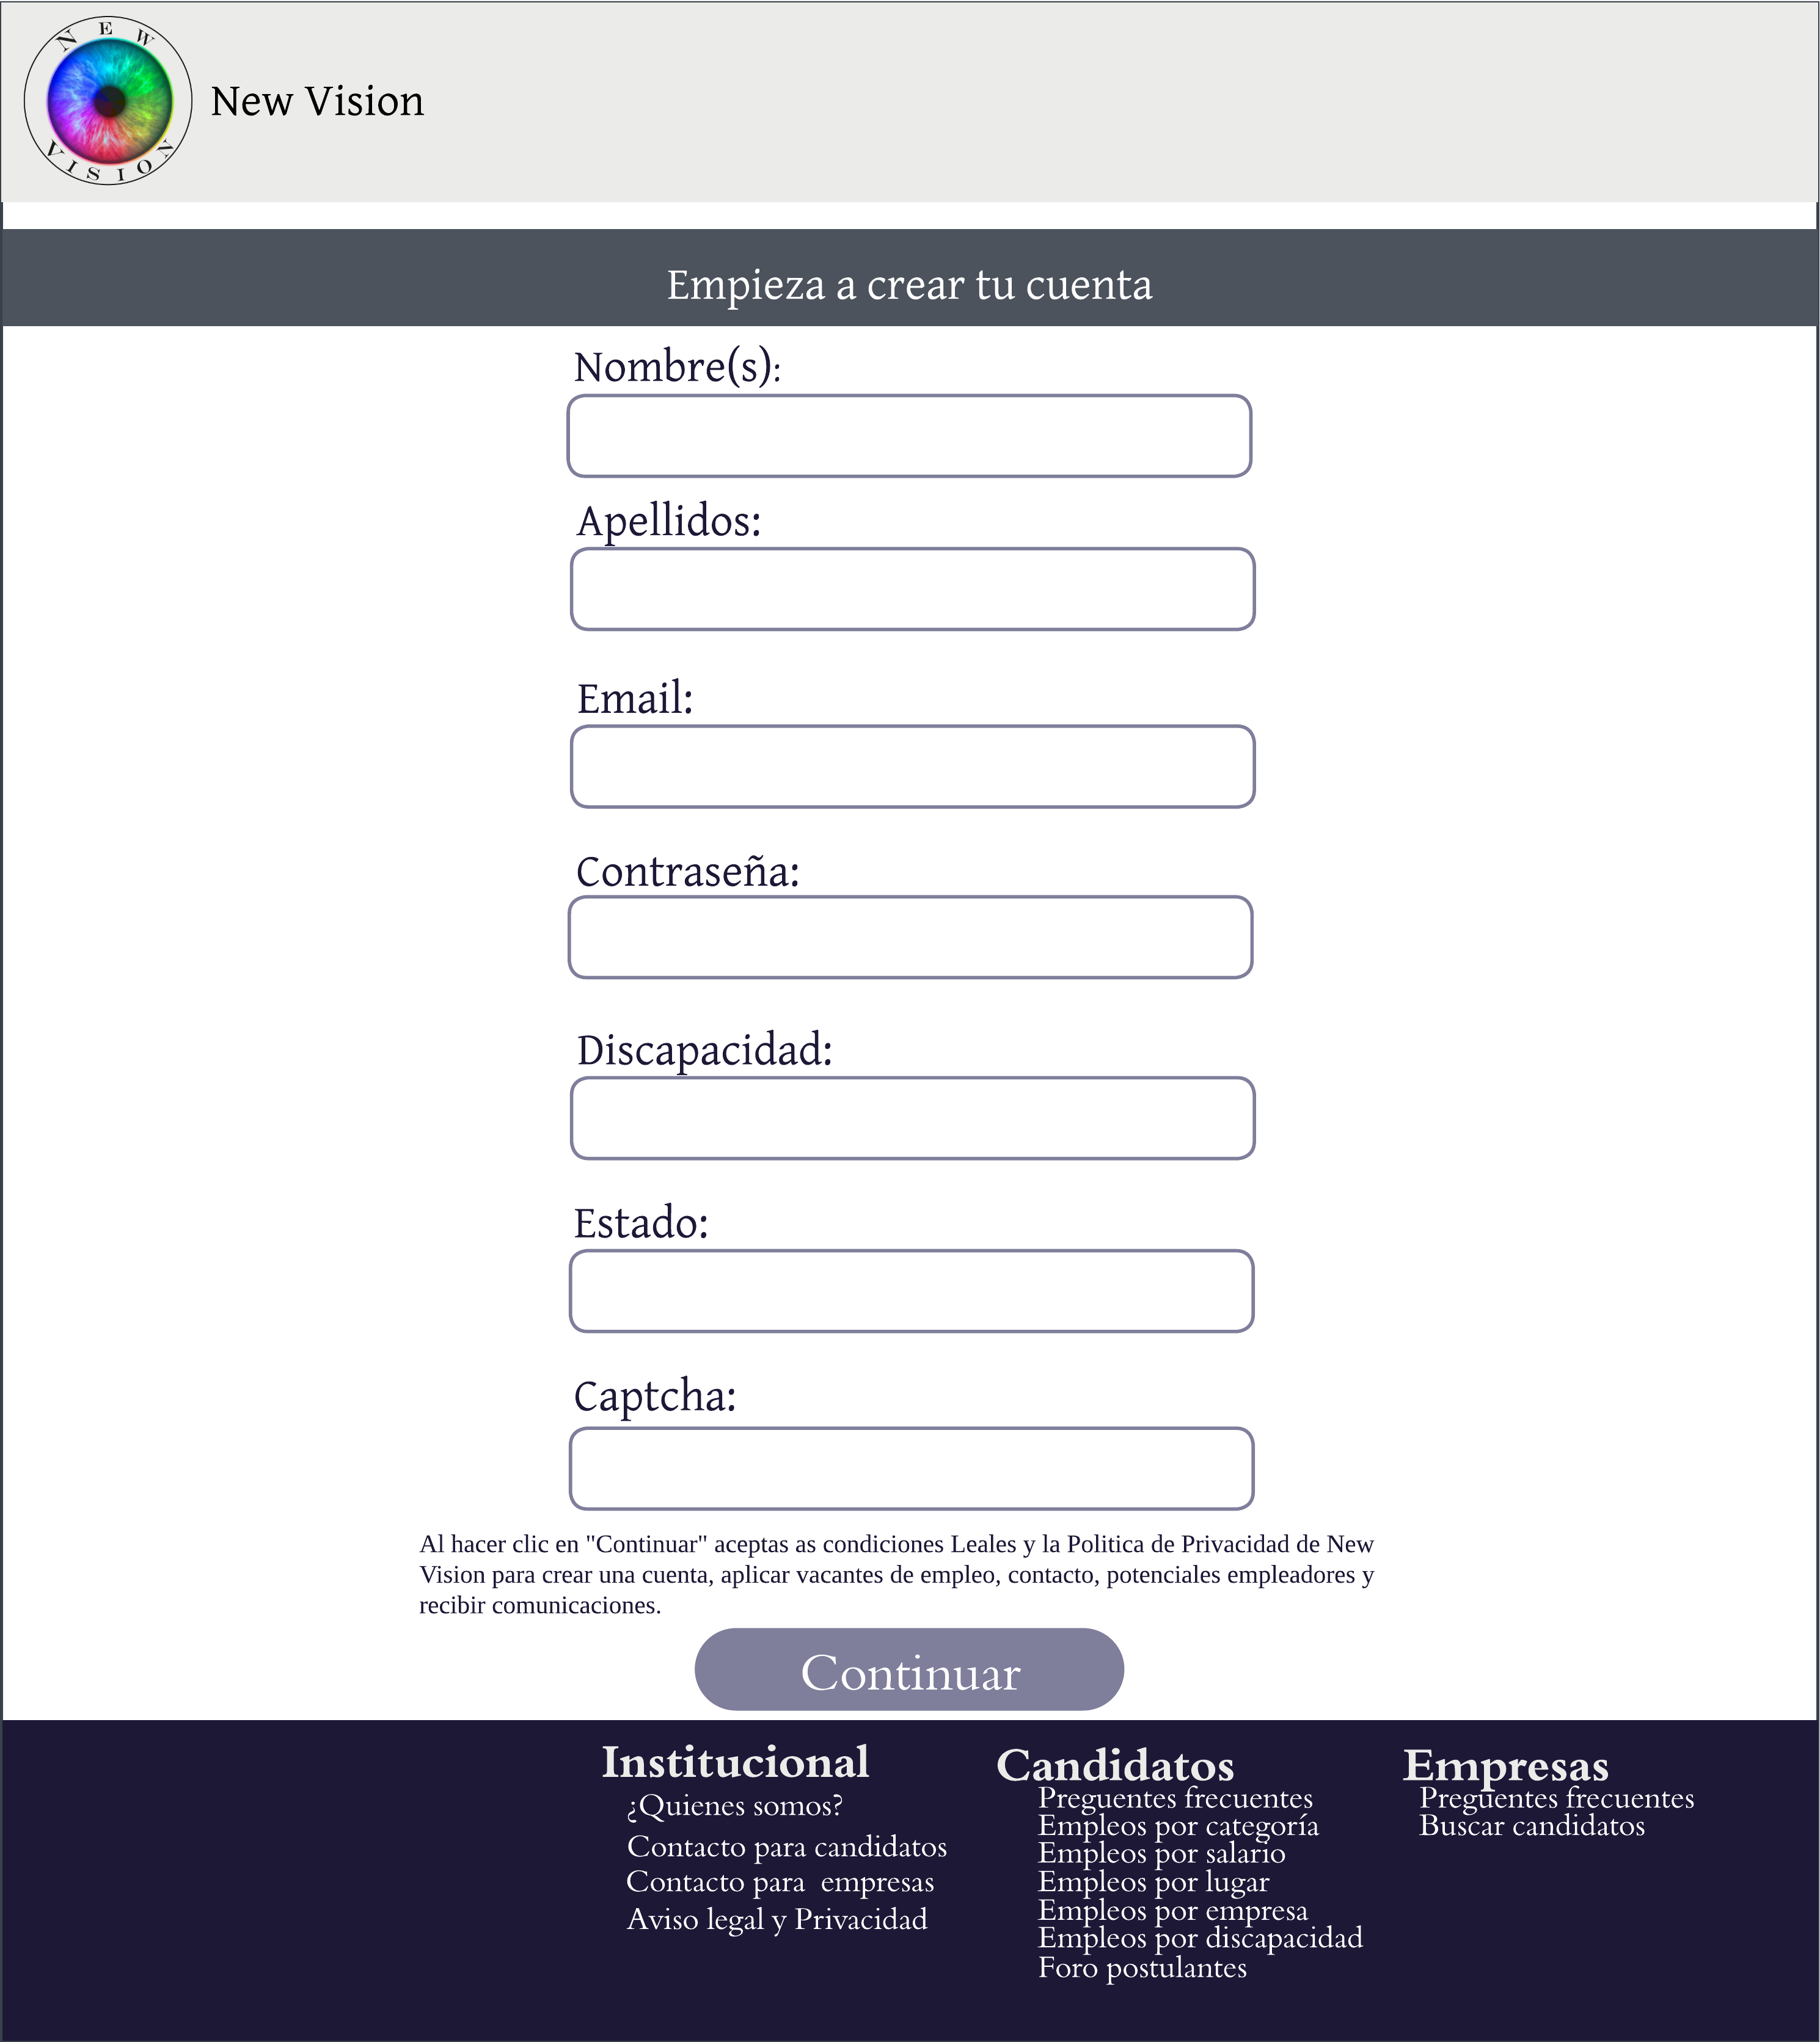 NEW
VISION
New Vision
Empieza a crear tu cuenta
Nombre(s):
Apellidos:
Email:
Contraseña:
Discapacidad:
Estado:
Captcha:
Al hacer clic en "Continuar" aceptas as condiciones Leales y la Politica de Privacidad de New
Vision para crear una cuenta, aplicar vacantes de empleo, contacto, potenciales empleadores y
recibir comunicaciones.
Continuar
Institucional
¿Quienes somos?
Contacto para candidatos
Contacto para  empresas
Aviso legal y Privacidad
Candidatos
Preguentes frecuentes
Empleos por categoría
Empleos por salario
Empleos por lugar
Empleos por empresa
Empleos por discapacidad
Foro postulantes
Empresas
Preguentes frecuentes
Buscar candidatos